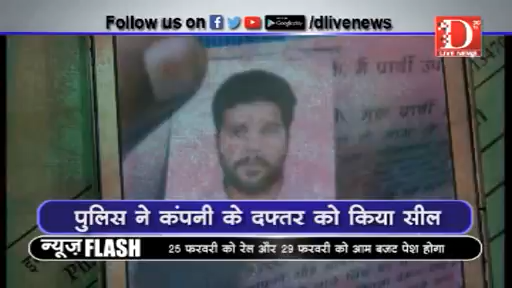 Follow us on f /dlivenews
D
LIVE NEWS
पुलिस ने कंपनी के दफ्तर को किया सील
न्यूज़ FLASH 25 फरवरी को रेल और 29 फरवरी को आम बजट पेश होगा